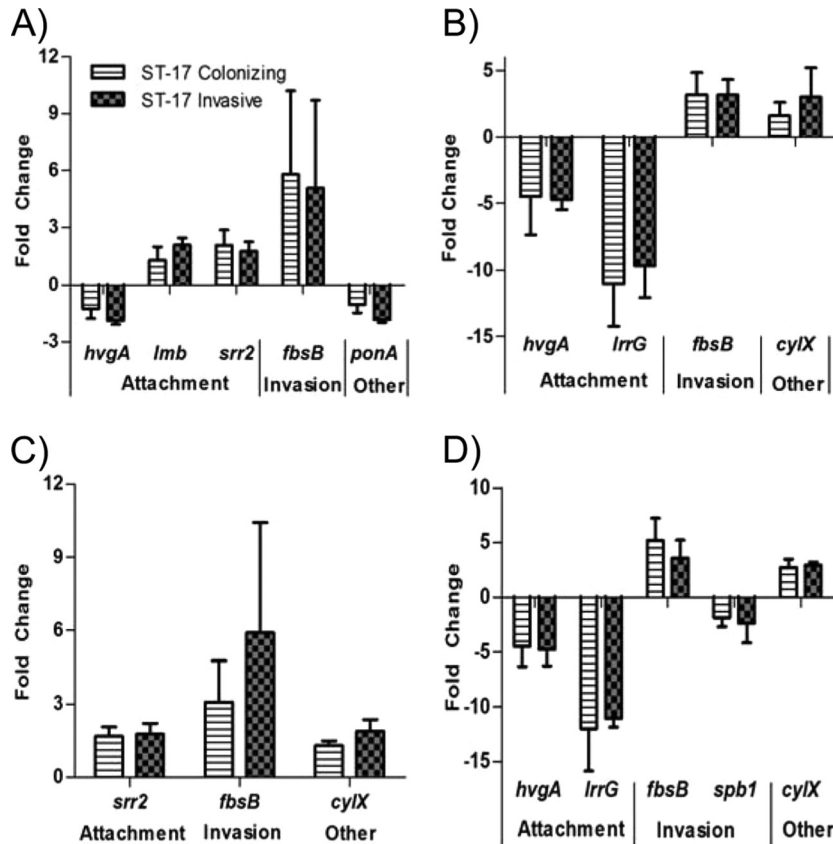 A)
12
9
6
3
0
-3
Fold Change
ST-17 Colonizing
ST-17 Invasive
hvgA lmb srr2 fbsB ponA
Attachment Invasion Other
B)
5
0
-5
-10
-15
Fold Change
hvgA lrrG fbsB cylX
Attachment Invasion Other
C)
12
9
6
3
0
Fold Change
srr2 fbsB cylX
Attachment Invasion Other
D)
10
5
0
-5
-10
-15
Fold Change
hvgA lrrG fbsB spb1 cylX
Attachment Invasion Other